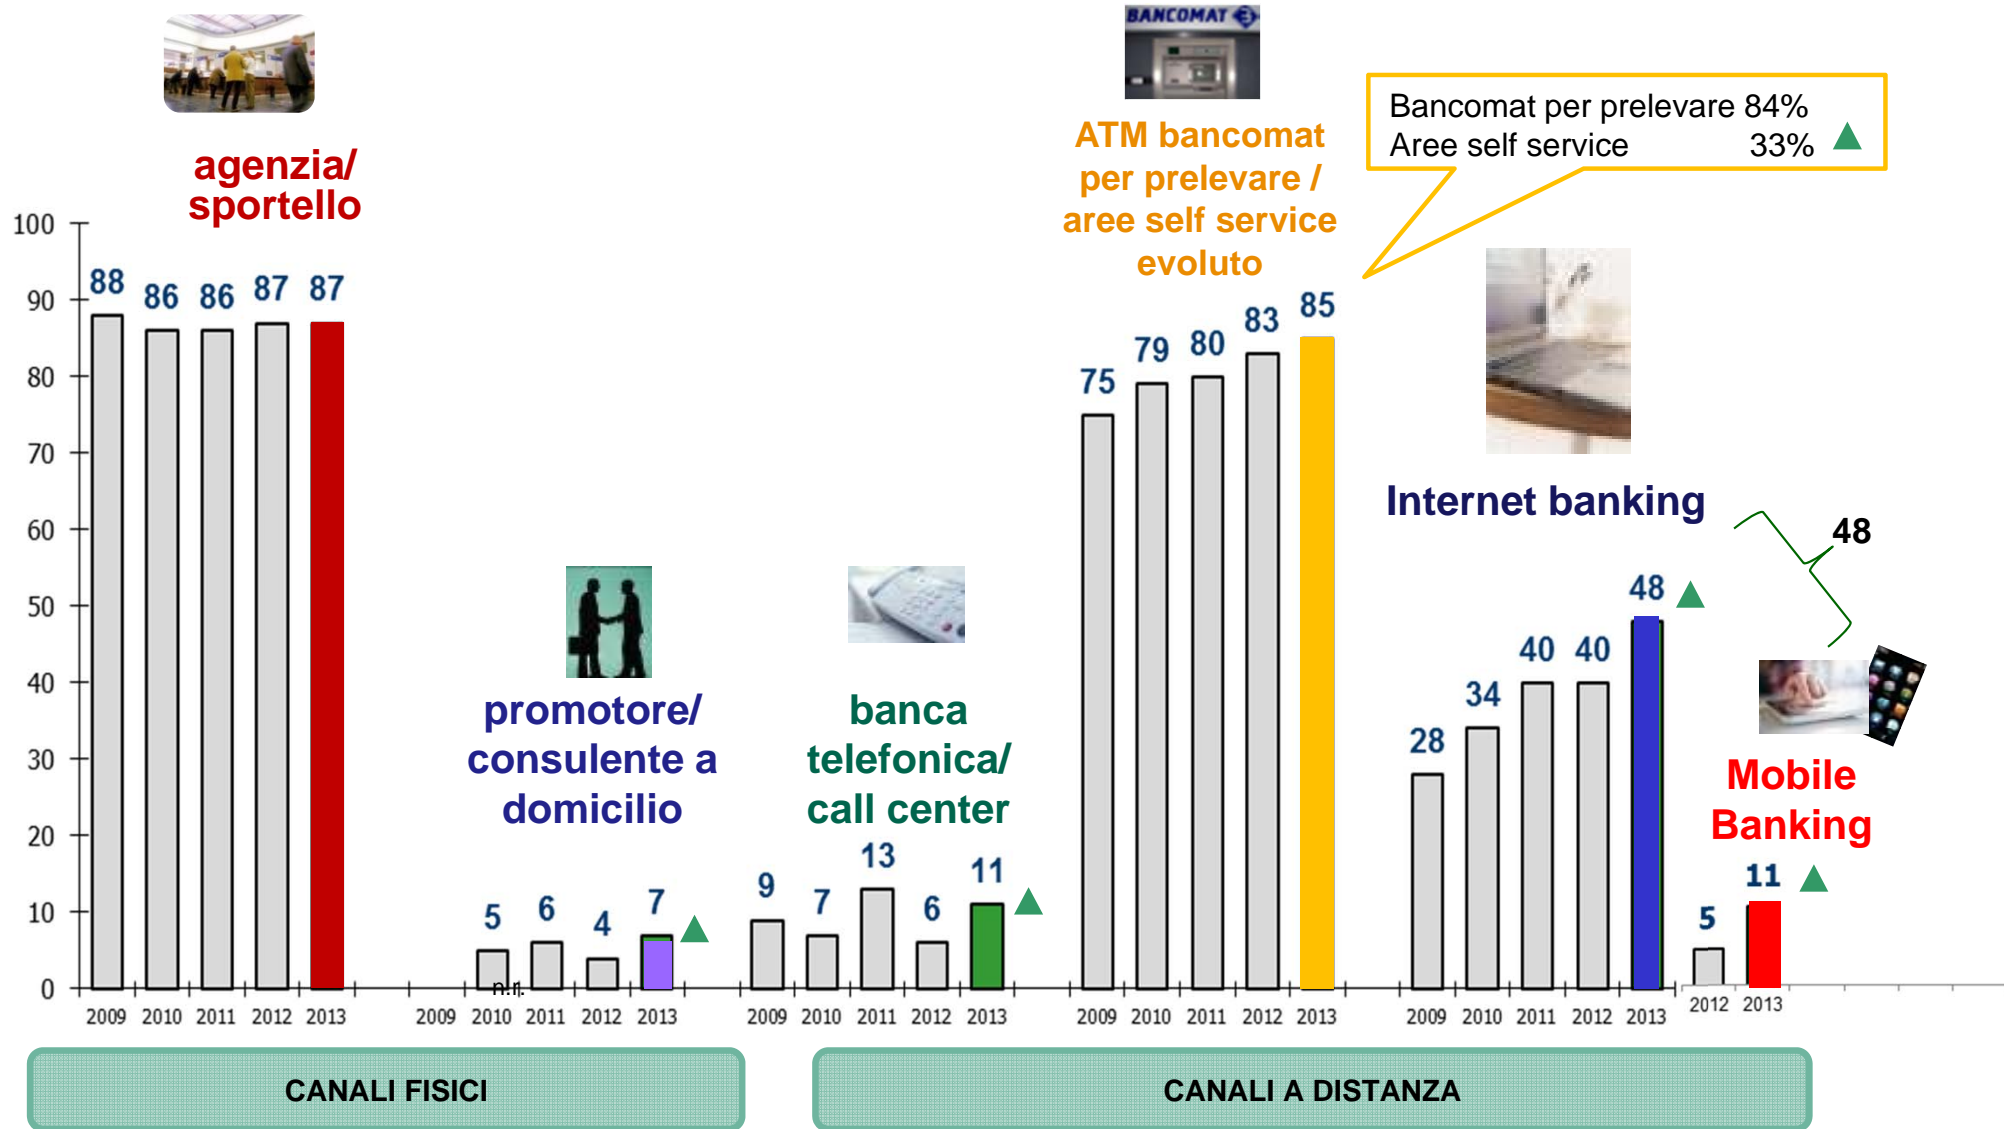 BANCOMAT
Bancomat per prelevare 84%
Aree self service 33%
agenzia/
sportello
ATM bancomat
per prelevare /
aree self service
evoluto
Internet banking
48
promotore/
consulente a
domicilio
banca
telefonica/
call center
Mobile
Banking
100
90
80
70
60
50
40
30
20
10
0
88 86 86 87 87
5 6 4 7
9 7 13 6 11
75 79 80 83 85
28 34 40 40 48
5 11
n.r.
2009 2010 2011 2012 2013
2009 2010 2011 2012 2013
2009 2010 2011 2012 2013
2009 2010 2011 2012 2013
2009 2010 2011 2012 2013
2012 2013
CANALI FISICI
CANALI A DISTANZA